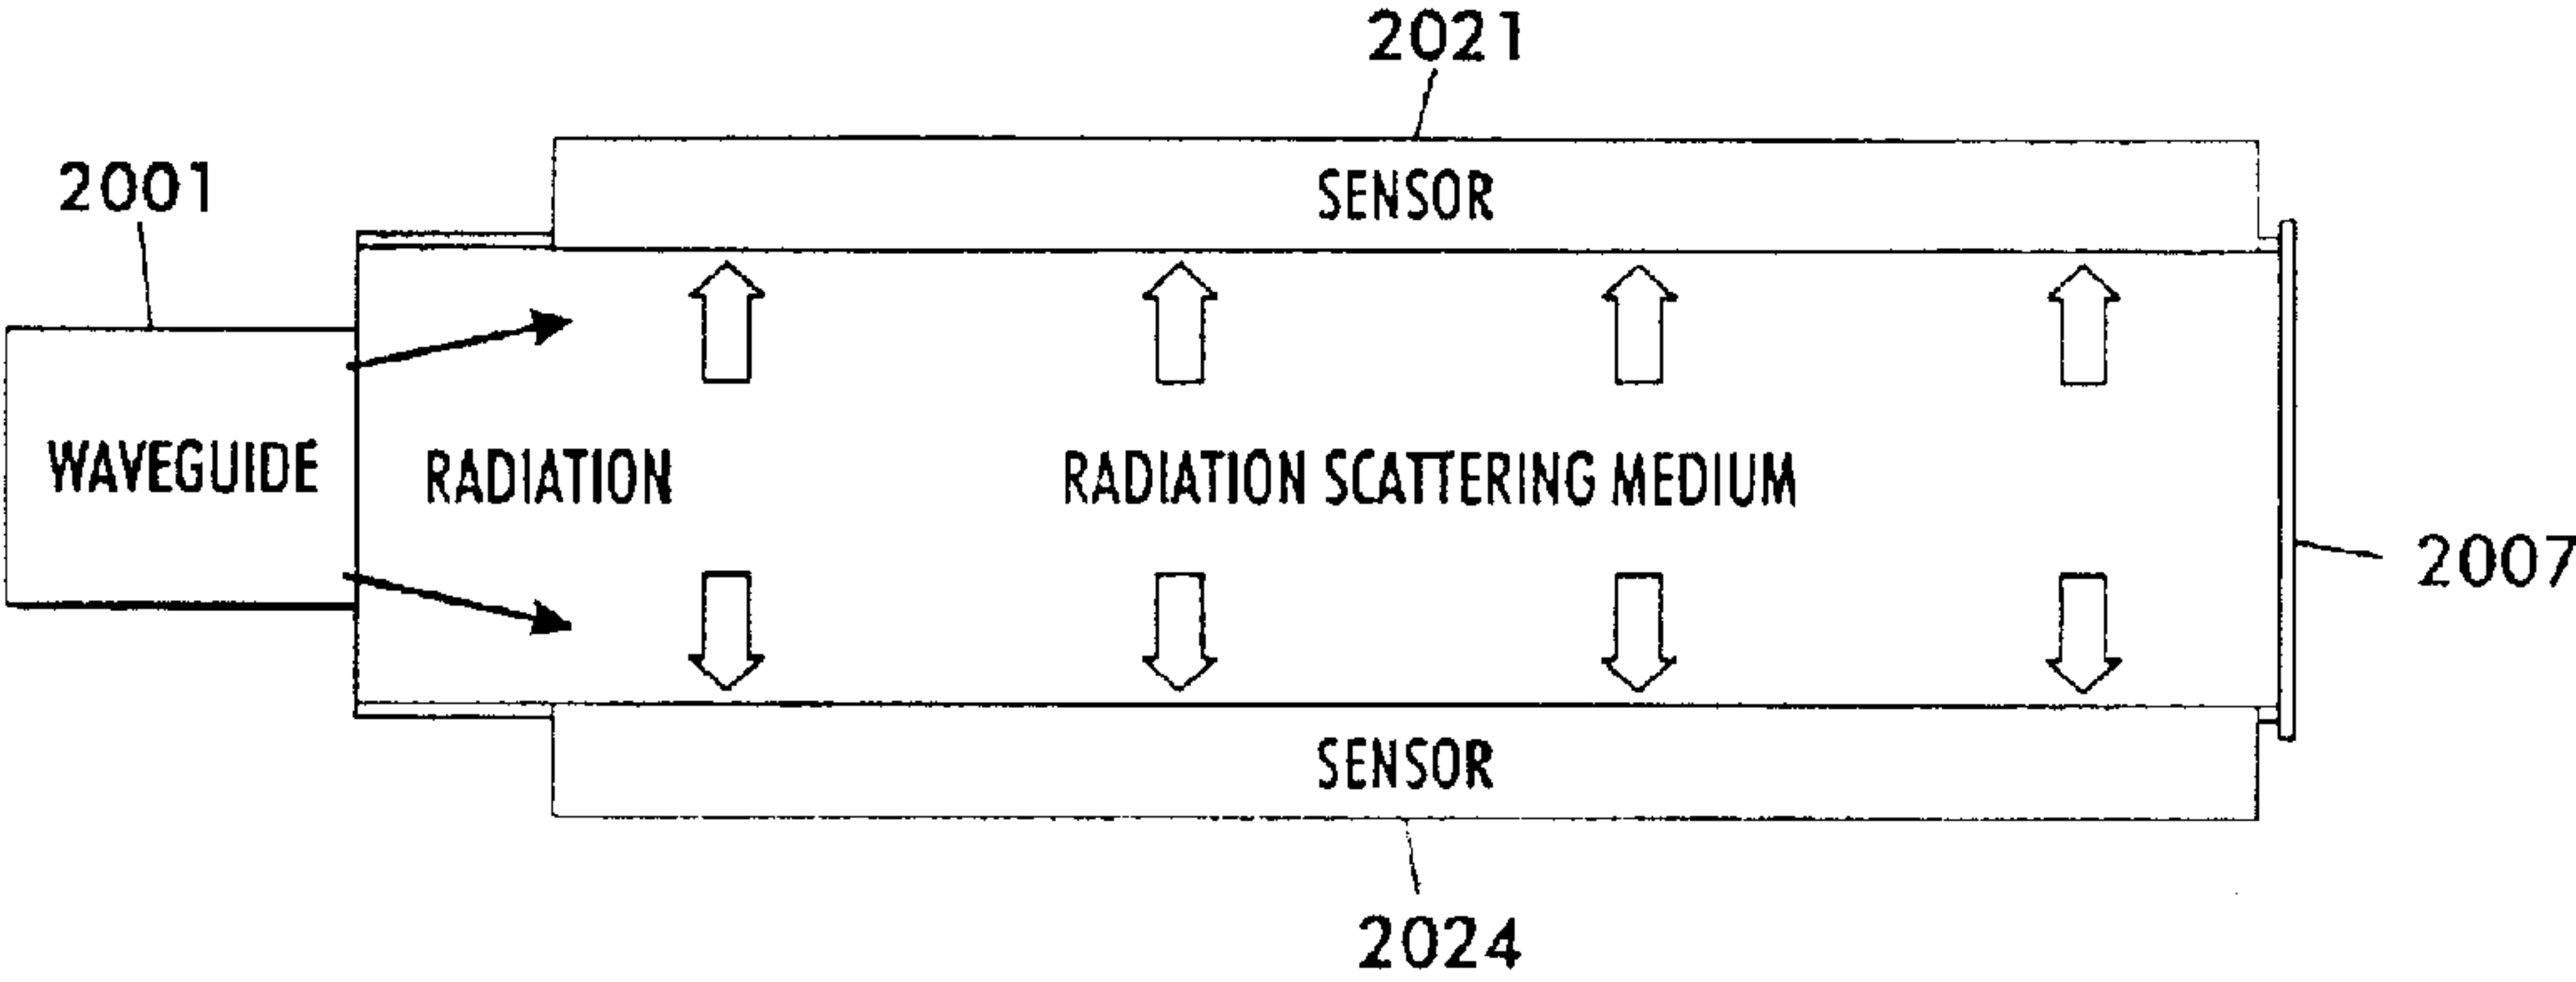 2021
SENSOR
2001
WAVEGUIDE
RADIATION
RADIATION SCATTERING MEDIUM
2007
SENSOR
2024